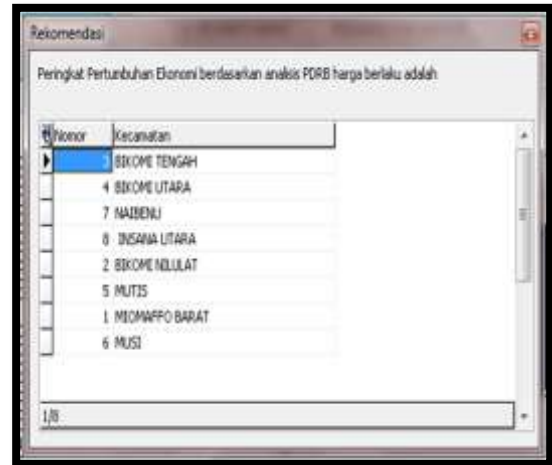 Rekomendasi
Peringkat Pertunbuhan Ekonomi berdasarkan analisis PDRB harga berlaku adalah
Nomor Kecamatan
3 BIKOMI TENGAH
4 BIKOMI UTARA
7 NAIBENU
8 INSANA UTARA
2 BIKOMI NILULAT
5 MUTIS
1 MIOMAFFO BARAT
6 MUSI
1/8